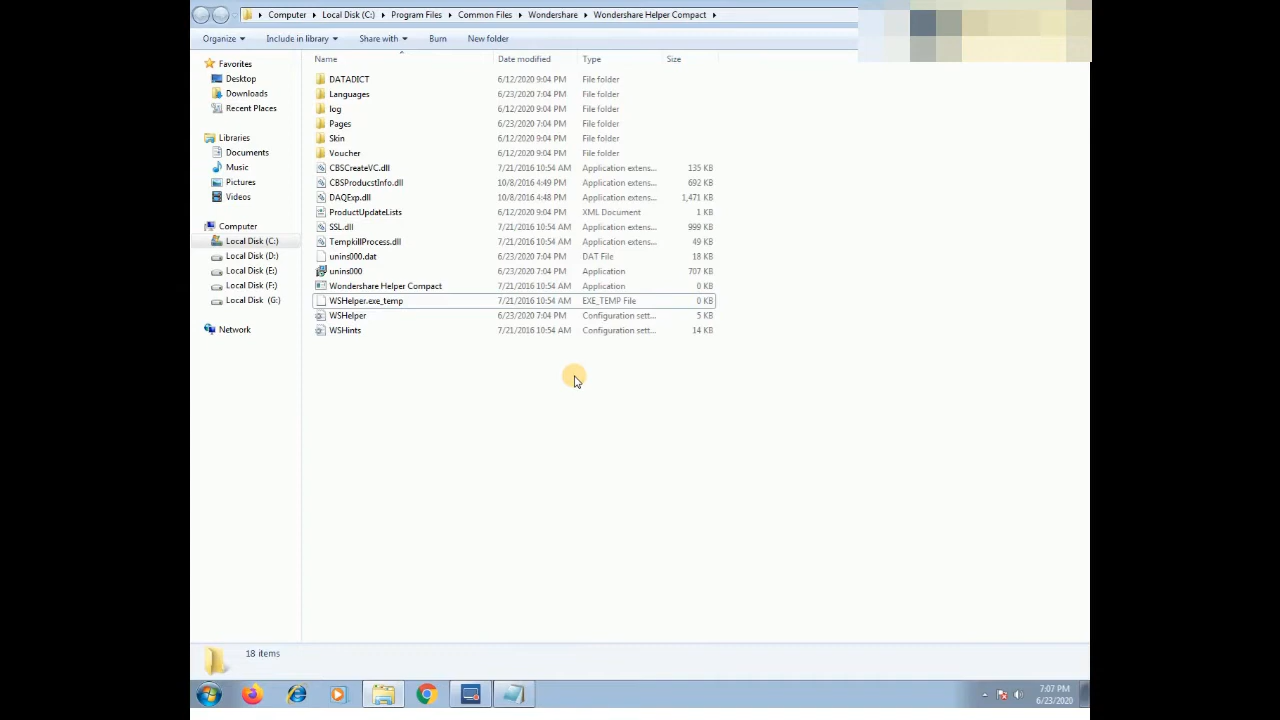 Computer Local Disk (C:) Program Files Common Files Wondershare Wondershare Helper Compact
Organize Include in library Share with Burn New folder
Name Date modified Type Size
Favorites
Desktop
Downloads
Recent Places
Libraries
Documents
Music
Pictures
Videos
Computer
Local Disk (C:)
Local Disk (D:)
Local Disk (E:)
Local Disk (F:)
Local Disk (G:)
Network
DATADICT 6/12/2020 9:04 PM File folder
Languages 6/23/2020 7:04 PM File folder
log 6/12/2020 9:04 PM File folder
Pages 6/23/2020 7:04 PM File folder
Skin 6/12/2020 9:04 PM File folder
Voucher 6/12/2020 9:04 PM File folder
CBSCreateVC.dll 7/21/2016 10:54 AM Application extens... 135 KB
CBSProducstInfo.dll 10/8/2016 4:49 PM Application extens... 692 KB
DAQExp.dll 10/8/2016 4:48 PM Application extens... 1,471 KB
ProductUpdateLists 6/12/2020 9:04 PM XML Document 1 KB
SSL.dll 7/21/2016 10:54 AM Application extens... 999 KB
TempkillProcess.dll 7/21/2016 10:54 AM Application extens... 49 KB
unins000.dat 6/23/2020 7:04 PM DAT File 18 KB
unins000 6/23/2020 7:04 PM Application 707 KB
Wondershare Helper Compact 7/21/2016 10:54 AM Application 0 KB
WSHelper.exe_temp 7/21/2016 10:54 AM EXE_TEMP File 0 KB
WSHelper 6/23/2020 7:04 PM Configuration sett... 5 KB
WSHints 7/21/2016 10:54 AM Configuration sett... 14 KB
18 items
7:07 PM
6/23/2020